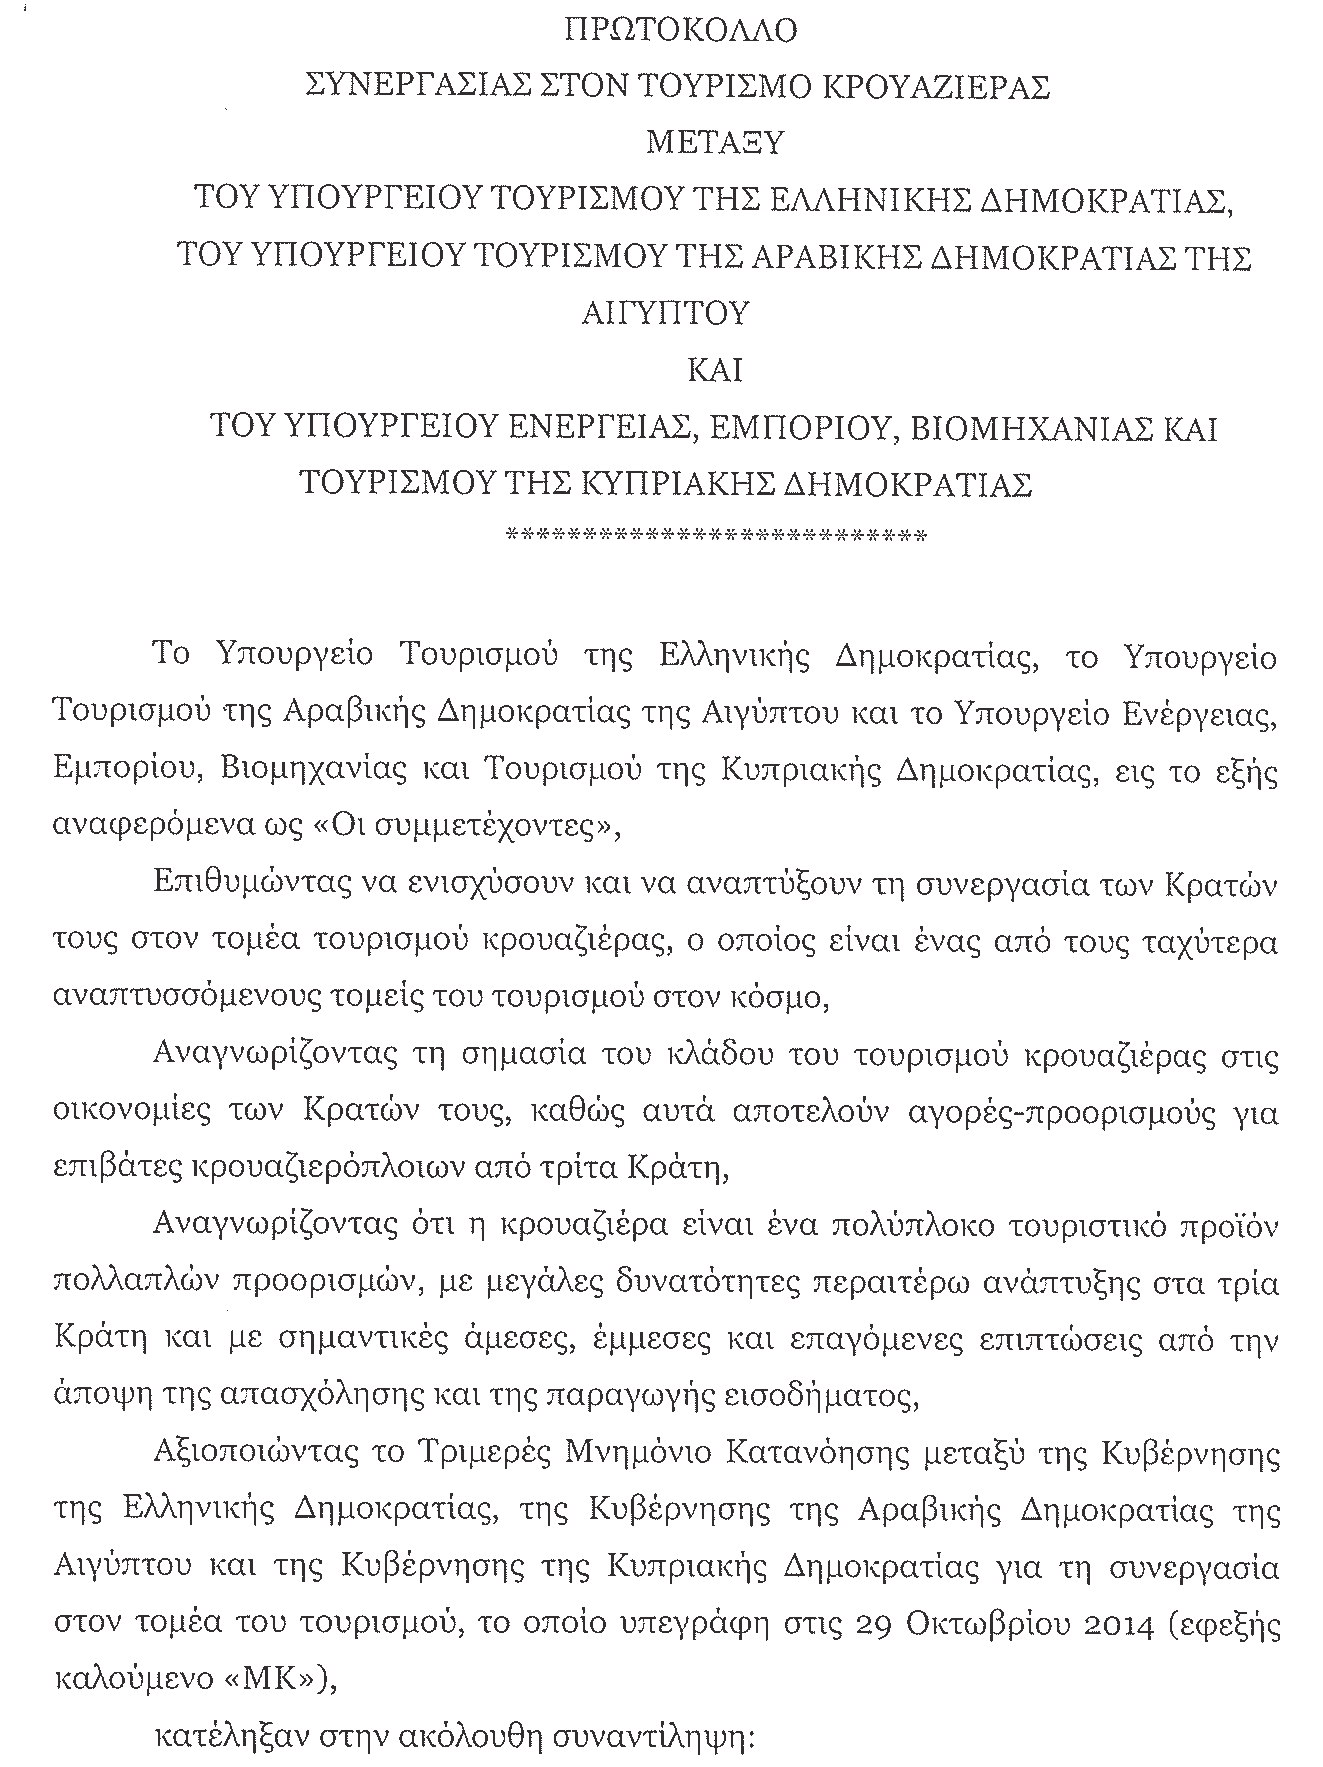 ΠΡΩΤΟΚΟΛΛΟ
ΣΥΝΕΡΓΑΣΙΑΣ ΣΤΟΝ ΤΟΥΡΙΣΜΟ ΚΡΟΥΑΖΙΕΡΑΣ
ΜΕΤΑΞΥ
ΤΟΥ ΥΠΟΥΡΓΕΙΟΥ ΤΟΥΡΙΣΜΟΥ ΤΗΣ ΕΛΛΗΝΙΚΗΣ ΔΗΜΟΚΡΑΤΙΑΣ,
ΤΟΥ ΥΠΟΥΡΓΕΙΟΥ ΤΟΥΡΙΣΜΟΥ ΤΗΣ ΑΡΑΒΙΚΗΣ ΔΗΜΟΚΡΑΤΙΑΣ ΤΗΣ
ΑΙΓΥΠΤΟΥ
ΚΑΙ
ΤΟΥ ΥΠΟΥΡΓΕΙΟΥ ΕΝΕΡΓΕΙΑΣ, ΕΜΠΟΡΙΟΥ, ΒΙΟΜΗΧΑΝΙΑΣ ΚΑΙ
ΤΟΥΡΙΣΜΟΥ ΤΗΣ ΚΥΠΡΙΑΚΗΣ ΔΗΜΟΚΡΑΤΙΑΣ
***************************
Το Υπουργείο Τουρισμού της Ελληνικής Δημοκρατίας, το Υπουργείο
Τουρισμού της Αραβικής Δημοκρατίας της Αιγύπτου και το Υπουργείο Ενέργειας,
Εμπορίου, Βιομηχανίας και Τουρισμού της Κυπριακής Δημοκρατίας, εις το εξής
αναφερόμενα ως «Οι συμμετέχοντες»,
Επιθυμώντας να ενισχύσουν και να αναπτύξουν τη συνεργασία των Κρατών
τους στον τομέα τουρισμού κρουαζιέρας, ο οποίος είναι ένας από τους ταχύτερα
αναπτυσσόμενους τομείς του τουρισμού στον κόσμο,
Αναγνωρίζοντας τη σημασία του κλάδου του τουρισμού κρουαζιέρας στις
οικονομίες των Κρατών τους, καθώς αυτά αποτελούν αγορές-προορισμούς για
επιβάτες κρουαζιερόπλοιων από τρίτα Κράτη,
Αναγνωρίζοντας ότι η κρουαζιέρα είναι ένα πολύπλοκο τουριστικό προϊόν
πολλαπλών προορισμών, με μεγάλες δυνατότητες περαιτέρω ανάπτυξης στα τρία
Κράτη και με σημαντικές άμεσες, έμμεσες και επαγόμενες επιπτώσεις από την
άποψη της απασχόλησης και της παραγωγής εισοδήματος,
Αξιοποιώντας το Τριμερές Μνημόνιο Κατανόησης μεταξύ της Κυβέρνησης
της Ελληνικής Δημοκρατίας, της Κυβέρνησης της Αραβικής Δημοκρατίας της
Αιγύπτου και της Κυβέρνησης της Κυπριακής Δημοκρατίας για τη συνεργασία
στον τομέα του τουρισμού, το οποίο υπεγράφη στις 29 Οκτωβρίου 2014 (εφεξής
καλούμενο «ΜΚ»),
κατέληξαν στην ακόλουθη συναντίληψη: